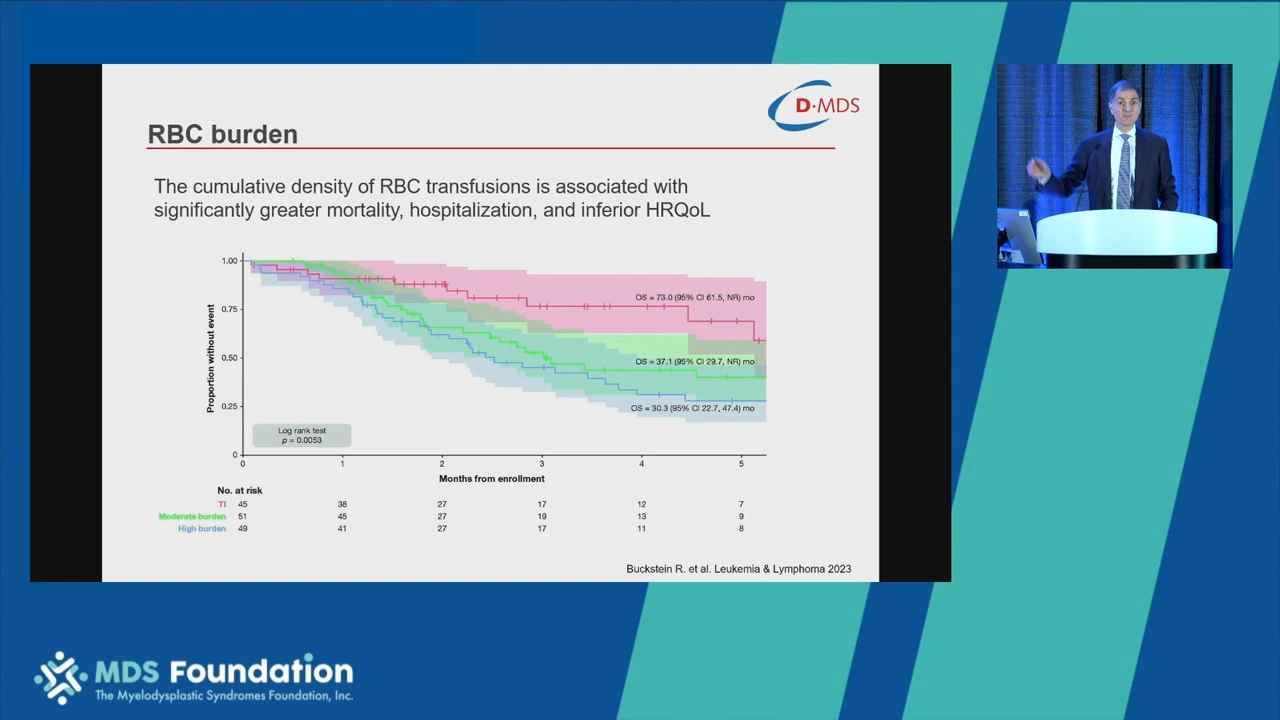 D·MDS
RBC burden
The cumulative density of RBC transfusions is associated with
significantly greater mortality, hospitalization, and inferior HRQoL
1.00
0.75
0.50
0.25
0
Proportion without event
OS = 73.0 (95% CI 61.5, NR) mo
OS = 37.1 (95% CI 29.7, NR) mo
OS = 30.3 (95% CI 22.7, 47.4) mo
Log rank test
p = 0.0053
0 1 2 3 4 5
Months from enrollment
No. at risk
TI 45 38 27 17 12 7
Moderate burden 51 45 27 19 13 9
High burden 49 41 27 17 11 8
Buckstein R. et al. Leukemia & Lymphoma 2023
MDS Foundation
The Myelodysplastic Syndromes Foundation, Inc.